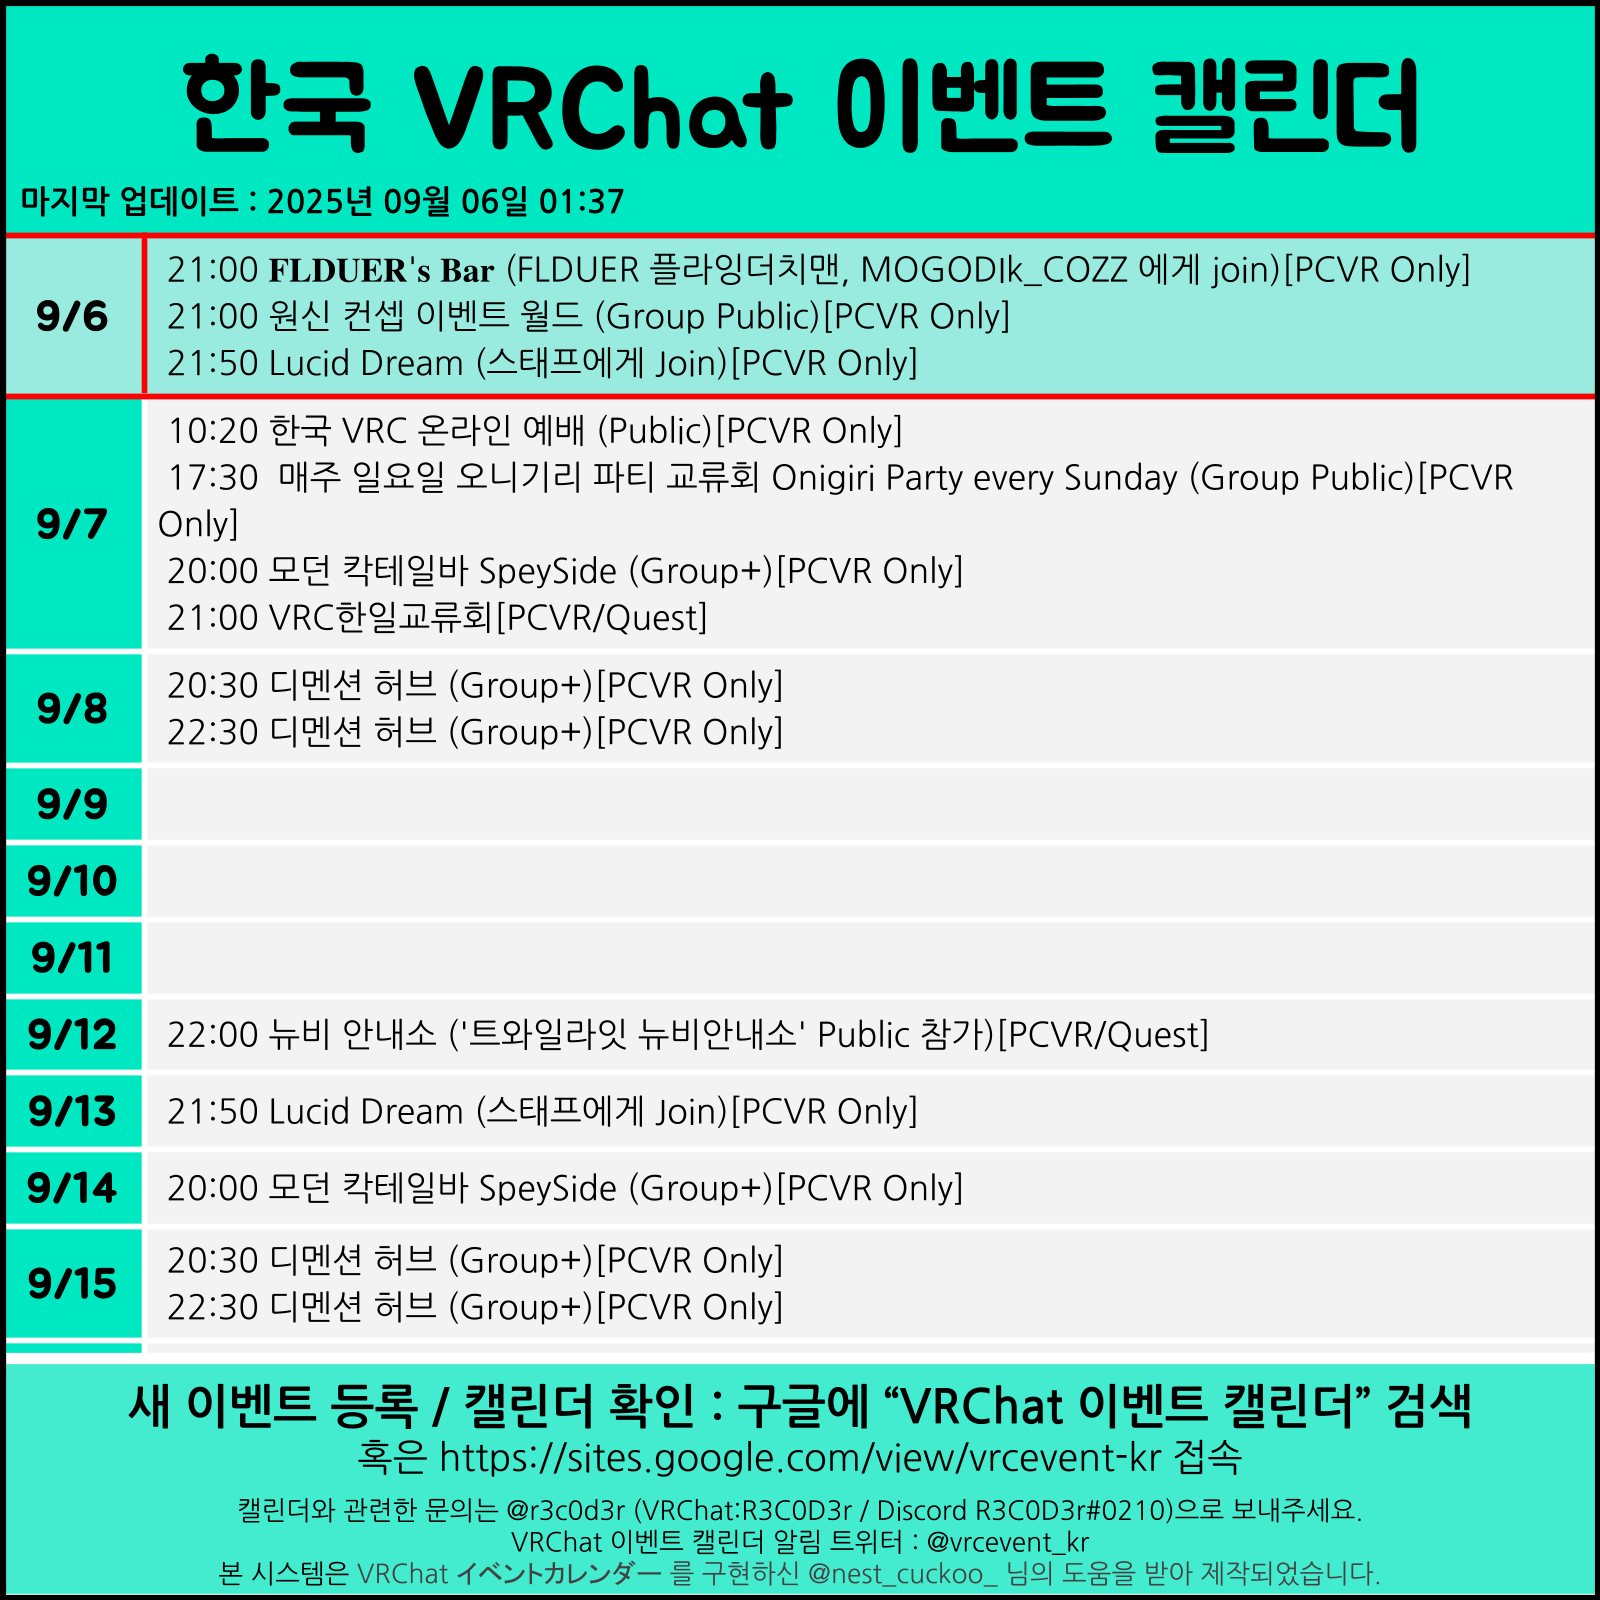 한국 VRChat 이벤트 캘린더
마지막 업데이트 : 2025년 09월 06일 01:37
9/6
21:00 FLDUER's Bar (FLDUER 플라잉더치맨, MOGODIk_COZZ 에게 join)[PCVR Only]
21:00 원신 컨셉 이벤트 월드 (Group Public)[PCVR Only]
21:50 Lucid Dream (스태프에게 Join)[PCVR Only]
9/7
10:20 한국 VRC 온라인 예배 (Public)[PCVR Only]
17:30 매주 일요일 오니기리 파티 교류회 Onigiri Party every Sunday (Group Public)[PCVR
Only]
20:00 모던 칵테일바 SpeySide (Group+)[PCVR Only]
21:00 VRC한일교류회[PCVR/Quest]
9/8
20:30 디멘션 허브 (Group+)[PCVR Only]
22:30 디멘션 허브 (Group+)[PCVR Only]
9/9
9/10
9/11
9/12
22:00 뉴비 안내소 ('트와일라잇 뉴비안내소' Public 참가)[PCVR/Quest]
9/13
21:50 Lucid Dream (스태프에게 Join)[PCVR Only]
9/14
20:00 모던 칵테일바 SpeySide (Group+)[PCVR Only]
9/15
20:30 디멘션 허브 (Group+)[PCVR Only]
22:30 디멘션 허브 (Group+)[PCVR Only]
새 이벤트 등록 / 캘린더 확인 : 구글에 “VRChat 이벤트 캘린더” 검색
혹은 https://sites.google.com/view/vrcevent-kr 접속
캘린더와 관련한 문의는 @r3c0d3r (VRChat:R3C0D3r / Discord R3C0D3r#0210)으로 보내주세요.
VRChat 이벤트 캘린더 알림 트위터 : @vrcevent_kr
본 시스템은 VRChat イベントカレンダー 를 구현하신 @nest_cuckoo_ 님의 도움을 받아 제작되었습니다.